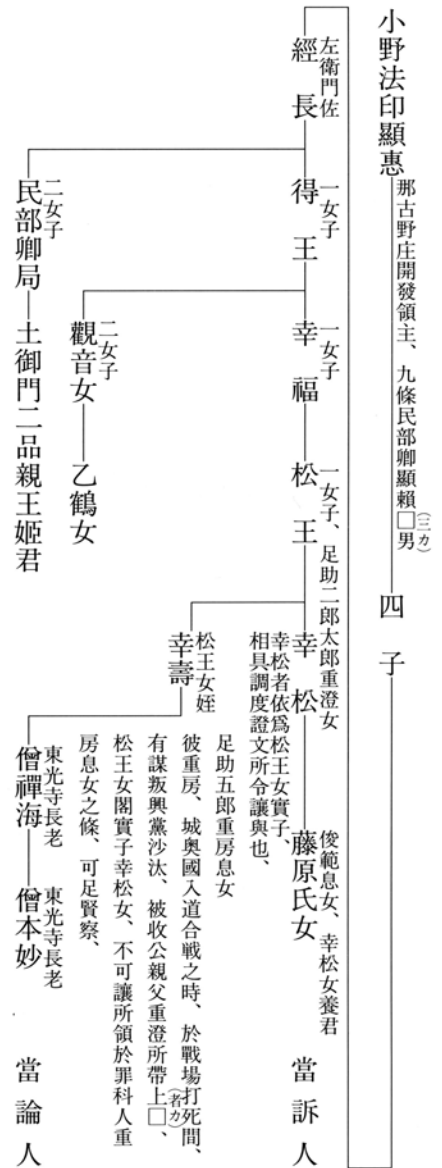 小野法印顯惠
那古野庄開發領主、九條民部卿顯賴□男
(三カ)
四子
左衞門佐
經長
一女子
得王
一女子
幸福
一女子、足助二郎太郎重澄女
松王
幸松
幸松者依爲松王女實子、
相具調度證文所令讓與也、
俊範息女、幸松女養君
藤原氏女
當訴人
松王女姪
幸壽
足助五郎重房息女
彼重房、城奥國入道合戰之時、於戰場打死間、
有謀叛與黨沙汰、被收公親父重澄所帶上□、
(者カ)
松王女閣實子幸松女、不可讓所領於罪科人重
房息女之條、可足賢察、
東光寺長老
僧禪海
東光寺長老
僧本妙
當論人
二女子
觀音女
乙鶴女
二女子
民部卿局
土御門二品親王姬君